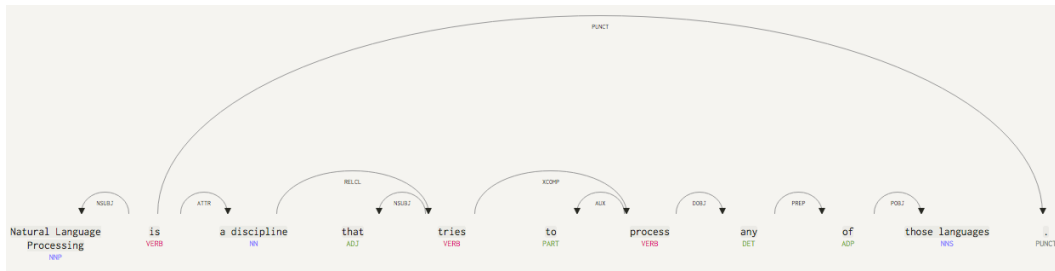 PUNCT
RELCL XCOMP
NSUBJ ATTR NSUBJ AUX DOBJ PREP POBJ
Natural Language is a discipline that tries to process any of those languages .
Processing VERB NN ADJ VERB PART VERB DET ADP NNS PUNCT
NNP